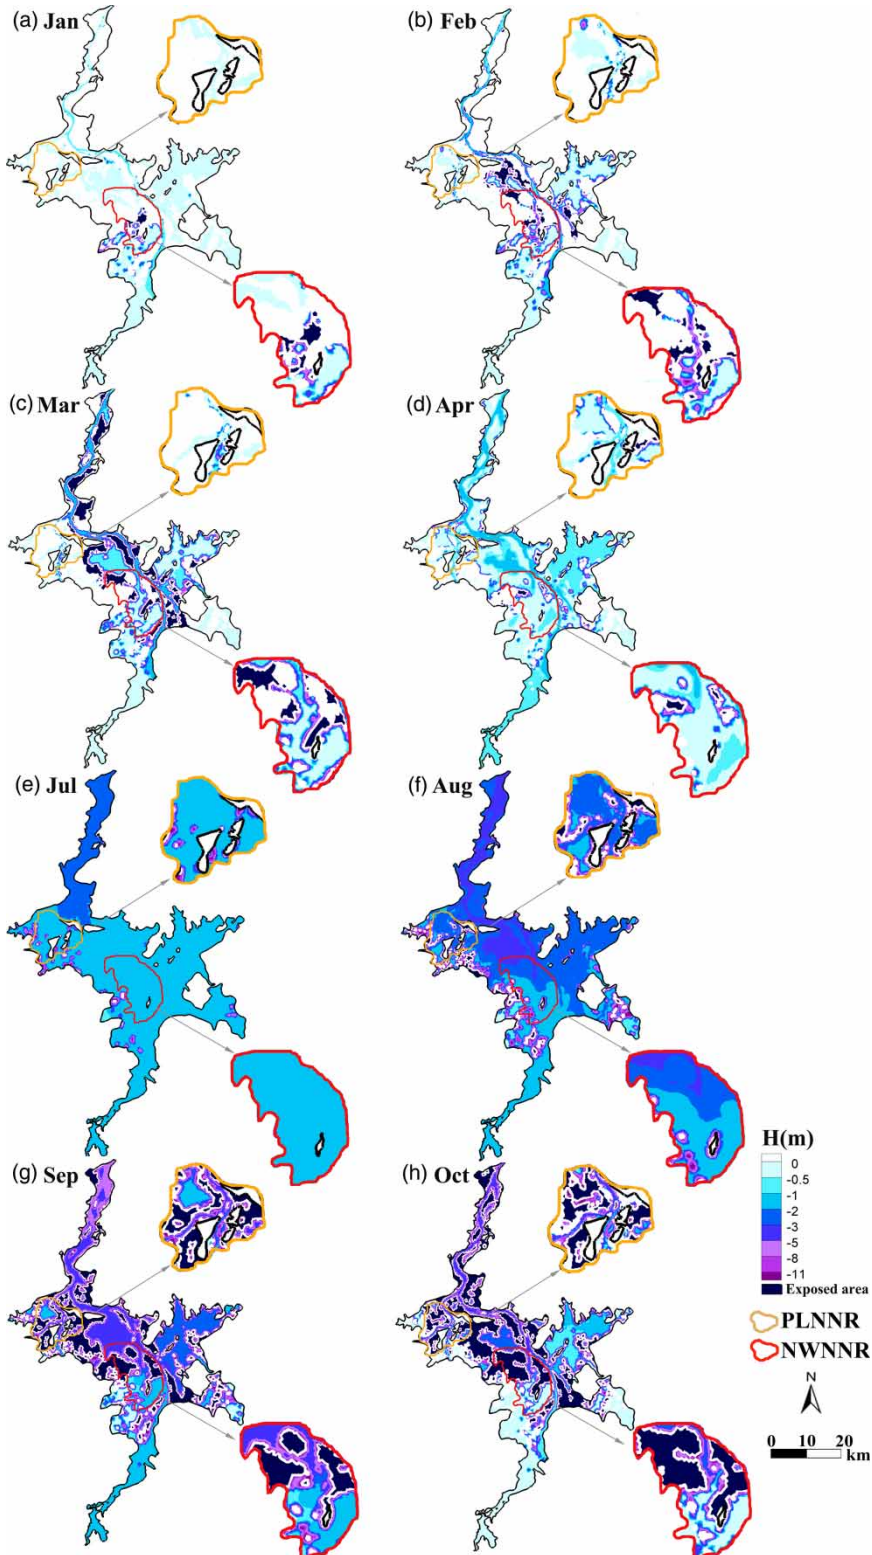 (a) Jan
(b) Feb
(c) Mar
(d) Apr
(e) Jul
(f) Aug
H(m)
0
-0.5
-1
-2
-3
-5
-8
-11
Exposed area
(g) Sep
(h) Oct
PLNNR
NWNNR
N
0 10 20
km